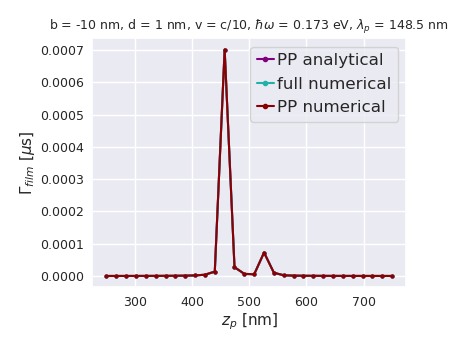 b = -10 nm, d = 1 nm, v = c/10, ℏω = 0.173 eV, λₚ = 148.5 nm
0.0007
0.0006
0.0005
0.0004
0.0003
0.0002
0.0001
0.0000
Γ_film [μs]
PP analytical
full numerical
PP numerical
300 400 500 600 700
z_p [nm]